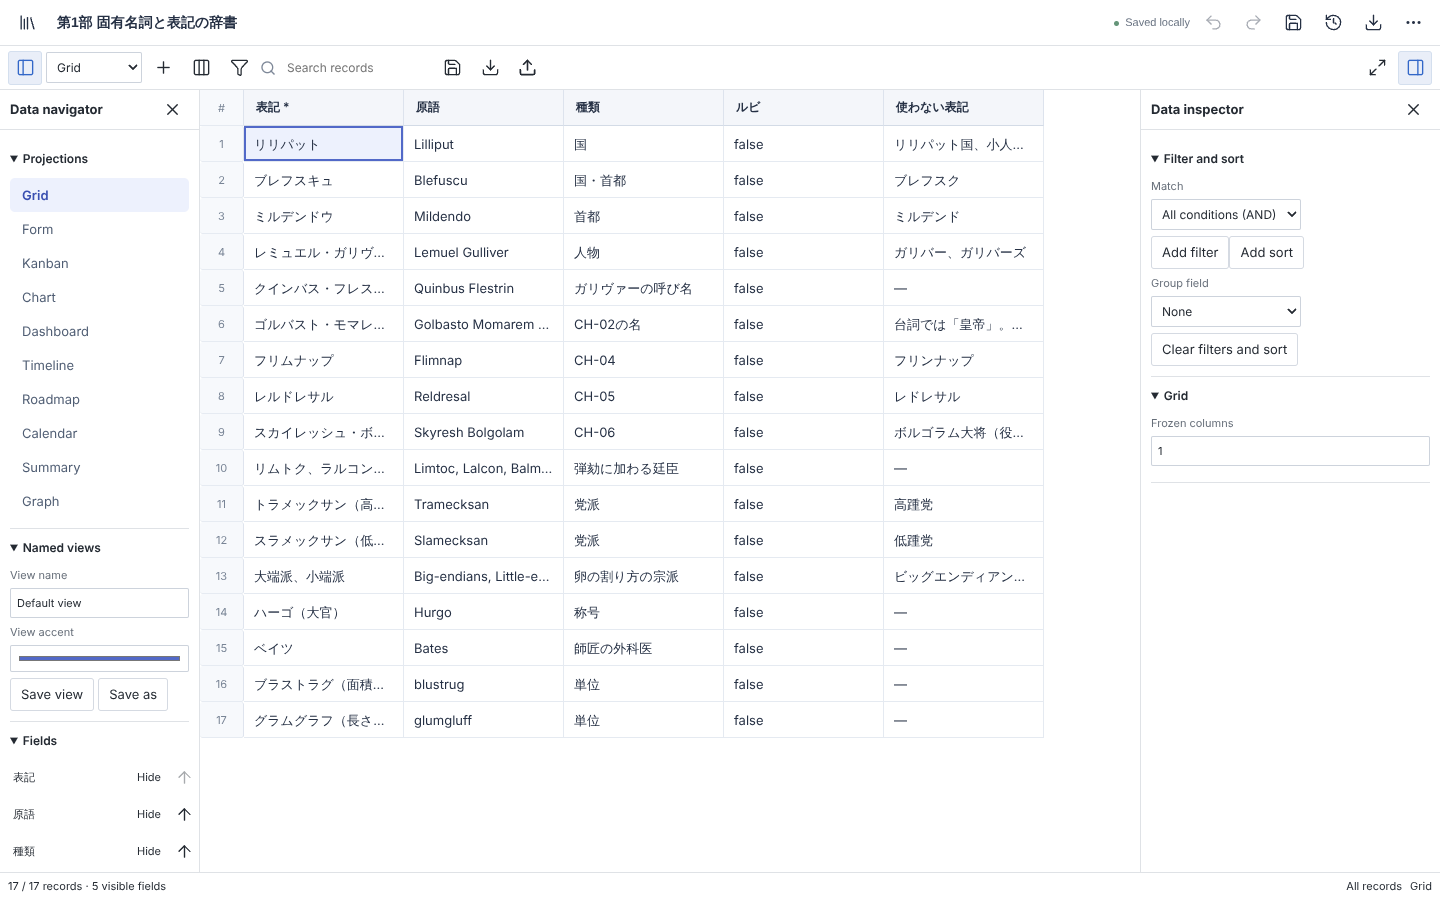 第1部 固有名詞と表記の辞書
Saved locally
Grid
Search records
Data navigator
Projections
Grid
Form
Kanban
Chart
Dashboard
Timeline
Roadmap
Calendar
Summary
Graph
Named views
View name
Default view
View accent
Save view Save as
Fields
表記 Hide
原語 Hide
種類 Hide
# 表記 * 原語 種類 ルビ 使わない表記
1 リリパット Lilliput 国 false リリパット国、小人...
2 ブレフスキュ Blefuscu 国・首都 false ブレフスク
3 ミルデンドウ Mildendo 首都 false ミルデンド
4 レミュエル・ガリヴ... Lemuel Gulliver 人物 false ガリバー、ガリバーズ
5 クインバス・フレス... Quinbus Flestrin ガリヴァーの呼び名 false —
6 ゴルバスト・モマレ... Golbasto Momarem ... CH-02の名 false 台詞では「皇帝」。...
7 フリムナップ Flimnap CH-04 false フリンナップ
8 レルドレサル Reldresal CH-05 false レドレサル
9 スカイレッシュ・ボ... Skyresh Bolgolam CH-06 false ボルゴラム大将（役...
10 リムトク、ラルコン... Limtoc, Lalcon, Balm... 弾劾に加わる廷臣 false —
11 トラメックサン（高... Tramecksan 党派 false 高踵党
12 スラメックサン（低... Slamecksan 党派 false 低踵党
13 大端派、小端派 Big-endians, Little-e... 卵の割り方の宗派 false ビッグエンディアン...
14 ハーゴ（大官） Hurgo 称号 false —
15 ベイツ Bates 師匠の外科医 false —
16 ブラストラグ（面積... blustrug 単位 false —
17 グラムグラフ（長さ... glumgluff 単位 false —
Data inspector
Filter and sort
Match
All conditions (AND)
Add filter Add sort
Group field
None
Clear filters and sort
Grid
Frozen columns
1
17 / 17 records · 5 visible fields
All records Grid